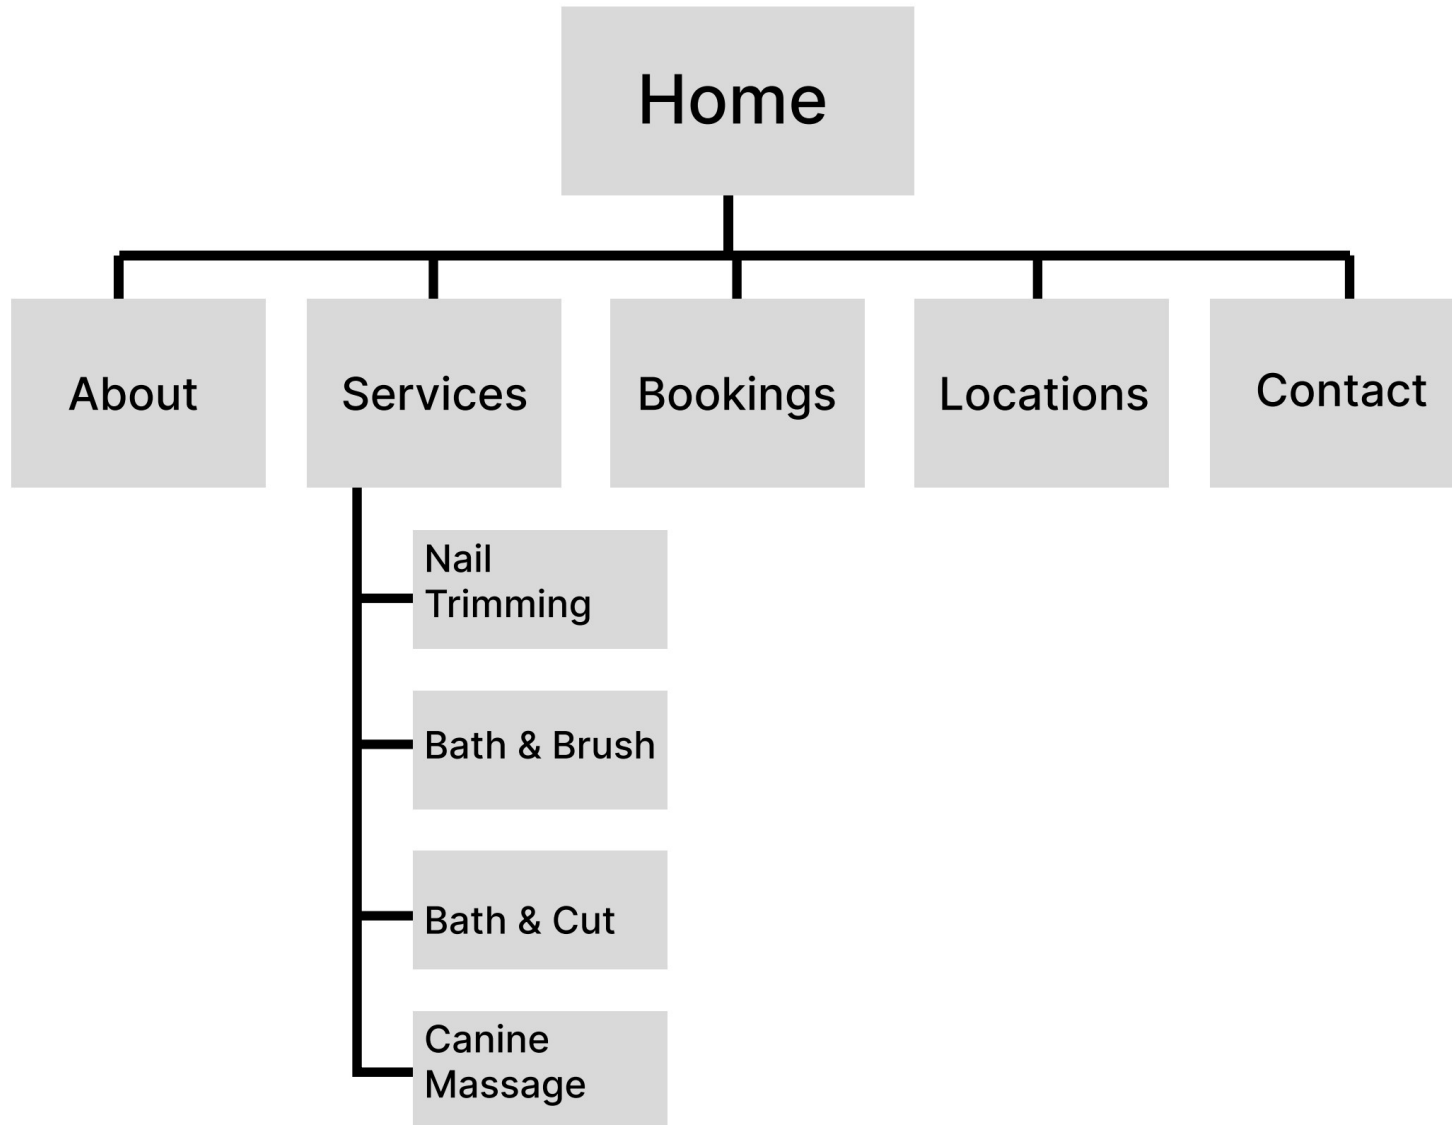 Home
About
Services
Bookings
Locations
Contact
Nail
Trimming
Bath & Brush
Bath & Cut
Canine
Massage